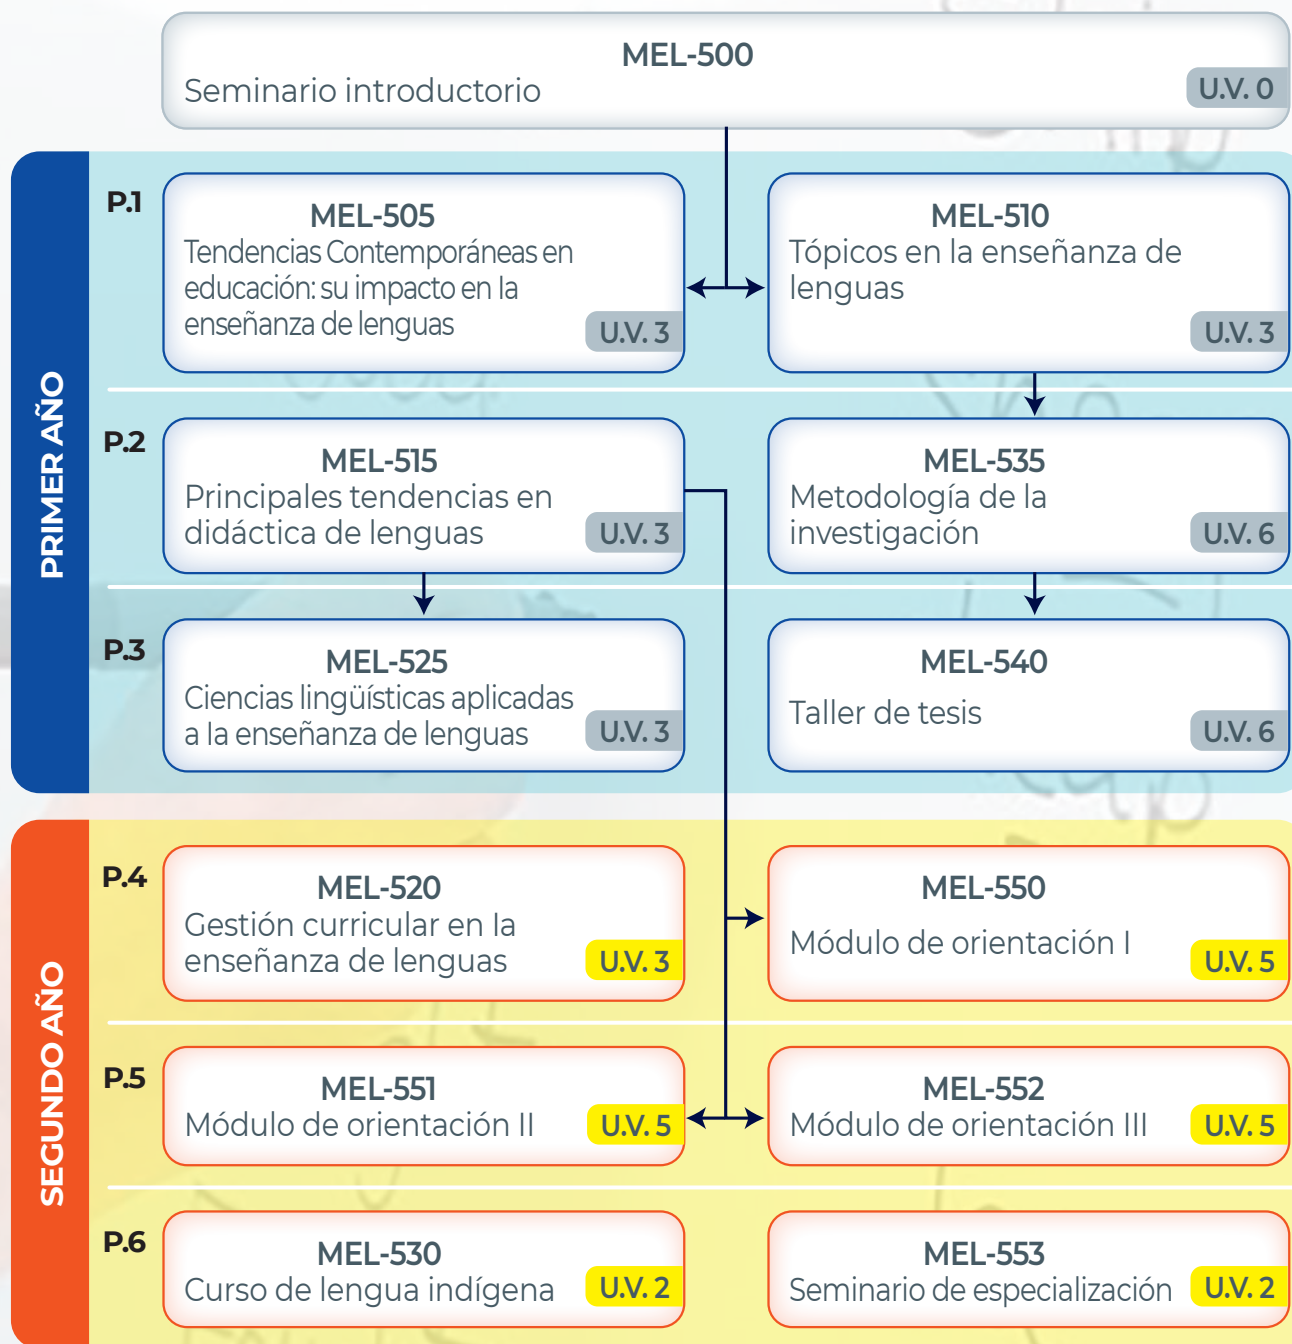 MEL-500
Seminario introductorio
U.V. 0
PRIMER AÑO
P.1
MEL-505
Tendencias Contemporáneas en
educación: su impacto en la
enseñanza de lenguas
U.V. 3
MEL-510
Tópicos en la enseñanza de
lenguas
U.V. 3
P.2
MEL-515
Principales tendencias en
didáctica de lenguas
U.V. 3
MEL-535
Metodología de la
investigación
U.V. 6
P.3
MEL-525
Ciencias lingüísticas aplicadas
a la enseñanza de lenguas
U.V. 3
MEL-540
Taller de tesis
U.V. 6
SEGUNDO AÑO
P.4
MEL-520
Gestión curricular en la
enseñanza de lenguas
U.V. 3
MEL-550
Módulo de orientación I
U.V. 5
P.5
MEL-551
Módulo de orientación II
U.V. 5
MEL-552
Módulo de orientación III
U.V. 5
P.6
MEL-530
Curso de lengua indígena
U.V. 2
MEL-553
Seminario de especialización
U.V. 2